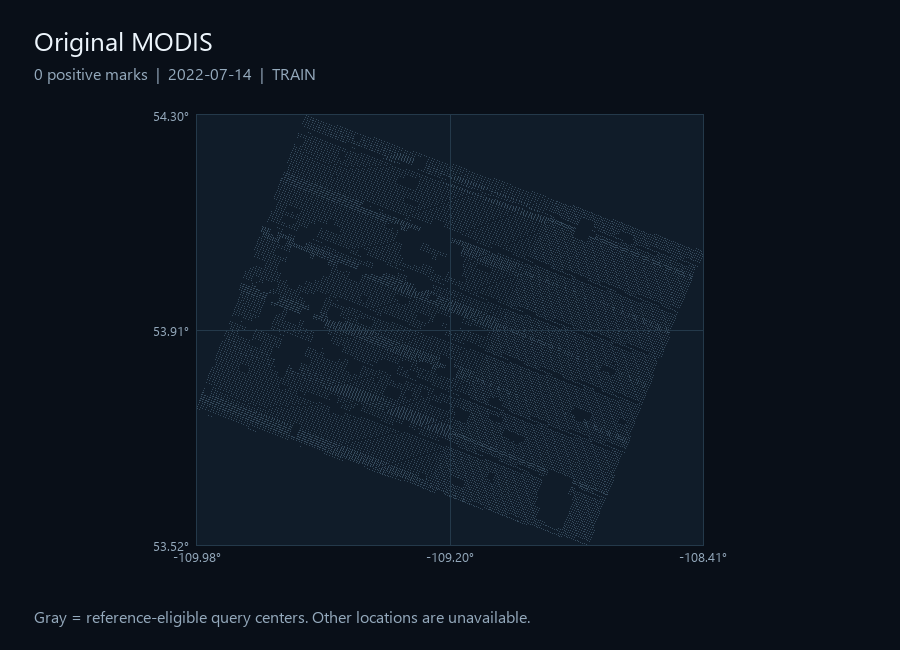 Original MODIS
0 positive marks | 2022-07-14 | TRAIN
54.30°
53.91°
53.52°
-109.98°
-109.20°
-108.41°
Gray = reference-eligible query centers. Other locations are unavailable.